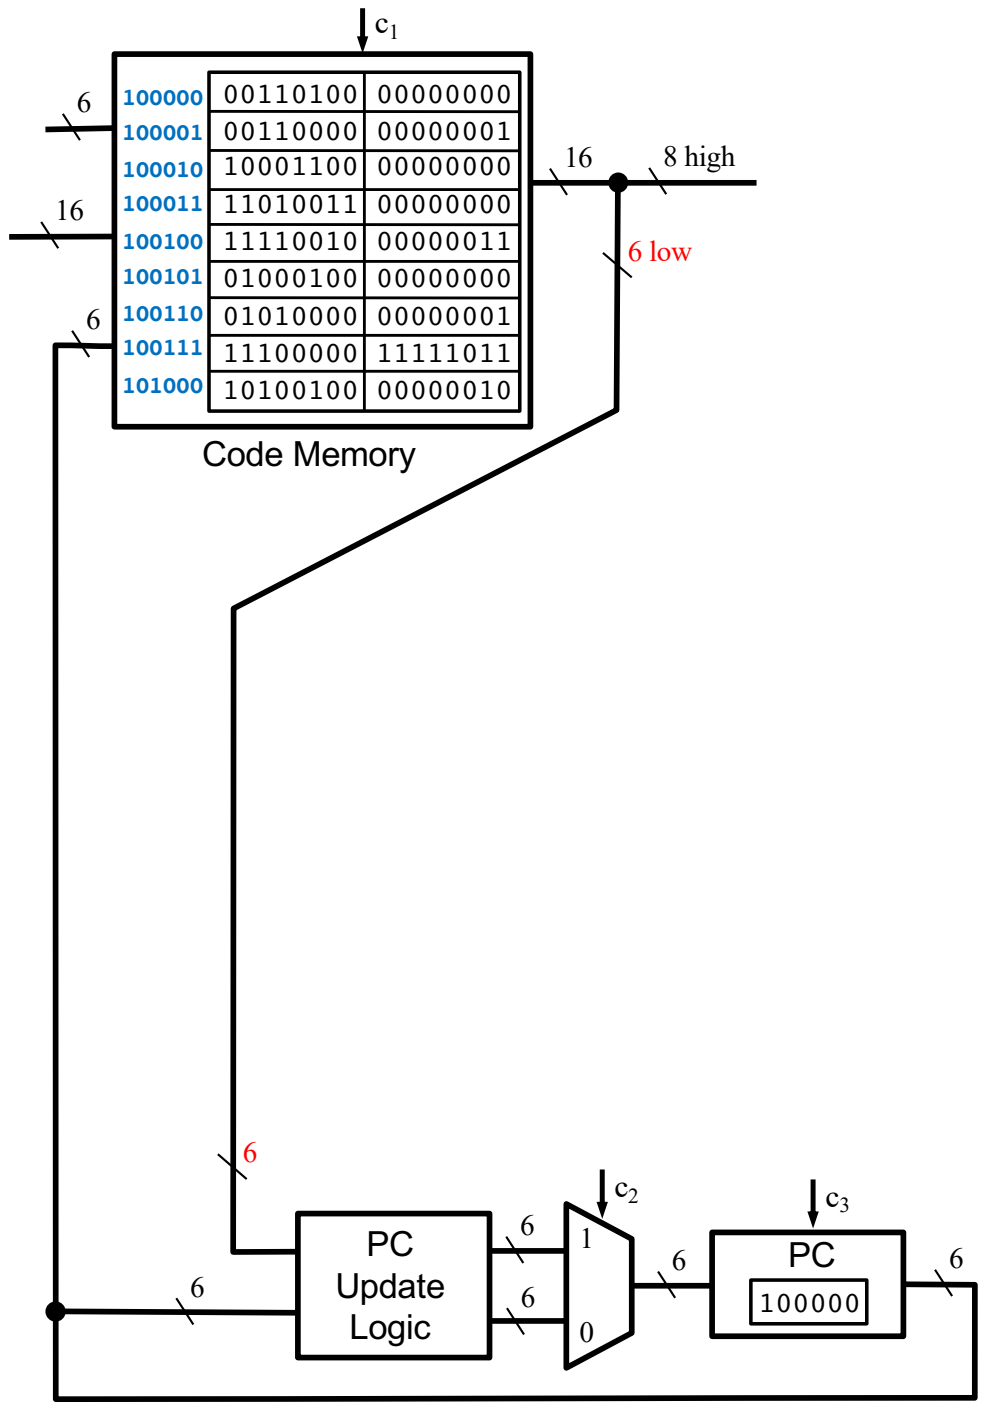 c1
6
100000 00110100 00000000
100001 00110000 00000001
100010 10001100 00000000
16 8 high
100011 11010011 00000000
16
100100 11110010 00000011
6 low
100101 01000100 00000000
100110 01010000 00000001
6
100111 11100000 11111011
101000 10100100 00000010
Code Memory
6
c2
c3
PC
Update
Logic
6
6
6
1
0
6
PC
100000
6